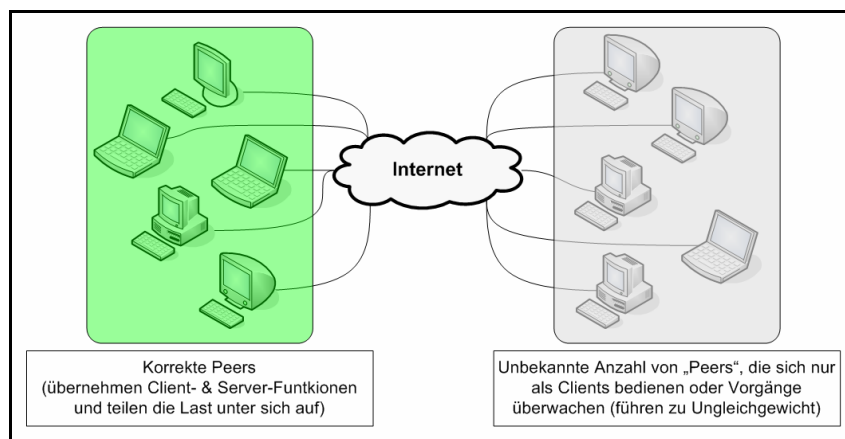 Internet
Korrekte Peers
(übernehmen Client- & Server-Funtkionen
und teilen die Last unter sich auf)
Unbekannte Anzahl von „Peers“, die sich nur
als Clients bedienen oder Vorgänge
überwachen (führen zu Ungleichgewicht)